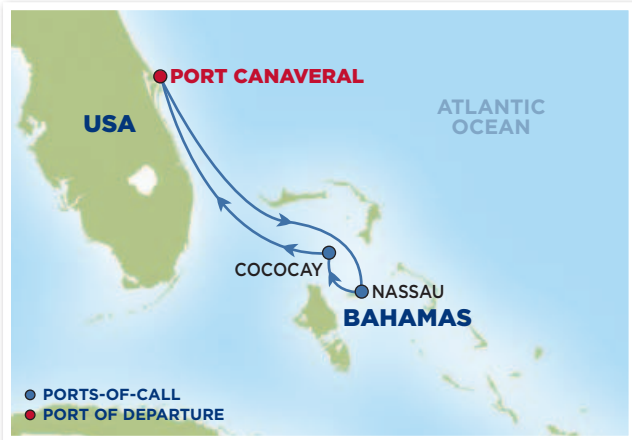 PORT CANAVERAL
USA
ATLANTIC
OCEAN
COCOCAY
NASSAU
BAHAMAS
PORTS-OF-CALL
PORT OF DEPARTURE